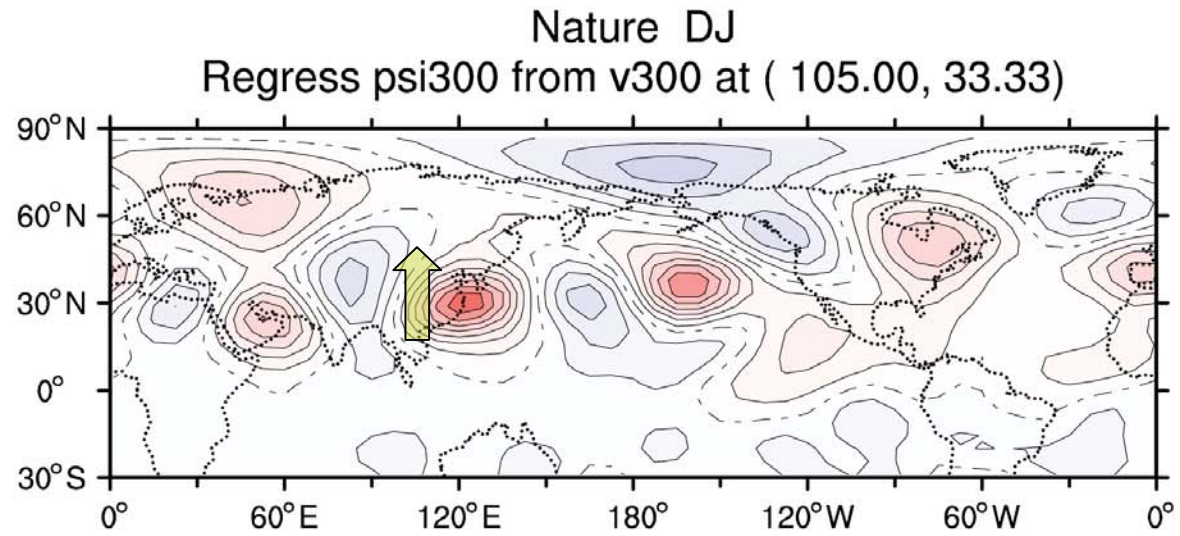 Nature DJ
Regress psi300 from v300 at ( 105.00, 33.33)
90°N
60°N
30°N
0°
30°S
0° 60°E 120°E 180° 120°W 60°W 0°